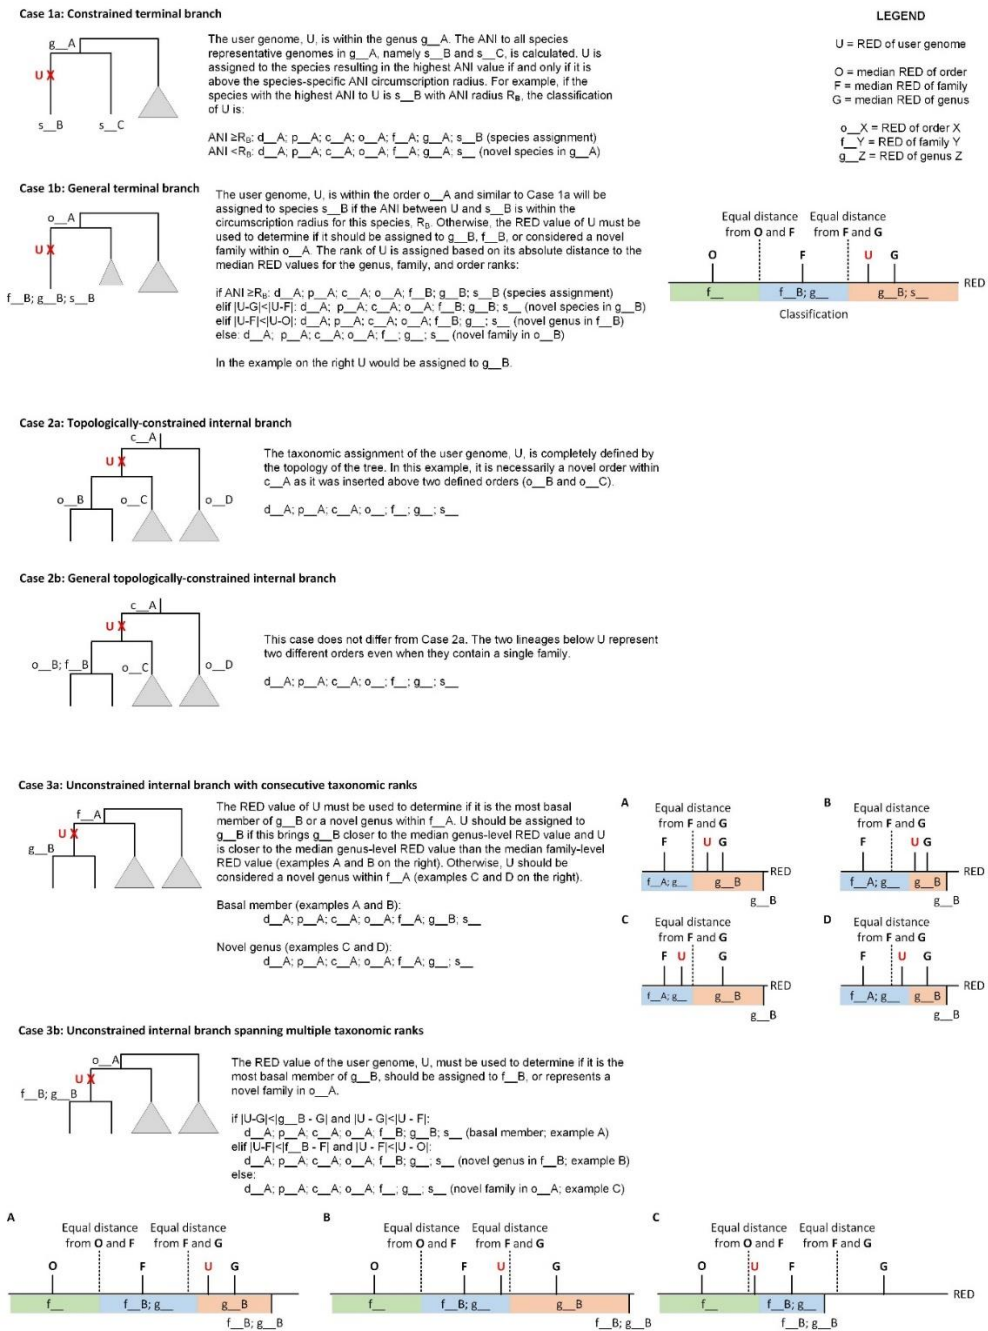 Case 1a: Constrained terminal branch
g__A
U
s__B
s__C
The user genome, U, is within the genus g__A. The ANI to all species
representative genomes in g__A, namely s__B and s__C, is calculated. U is
assigned to the species resulting in the highest ANI value if and only if it is
above the species-specific ANI circumscription radius. For example, if the
species with the highest ANI to U is s__B with ANI radius RB, the classification
of U is:
ANI ≥RB: d__A; p__A; c__A; o__A; f__A; g__A; s__B (species assignment)
ANI <RB: d__A; p__A; c__A; o__A; f__A; g__A; s__ (novel species in g__A)
LEGEND
U = RED of user genome
O = median RED of order
F = median RED of family
G = median RED of genus
o__X = RED of order X
f__Y = RED of family Y
g__Z = RED of genus Z
Case 1b: General terminal branch
o__A
U
f__B; g__B; s__B
The user genome, U, is within the order o__A and similar to Case 1a will be
assigned to species s__B if the ANI between U and s__B is within the
circumscription radius for this species, RB. Otherwise, the RED value of U must be
used to determine if it should be assigned to g__B, f__B, or considered a novel
family within o__A. The rank of U is assigned based on its absolute distance to the
median RED values for the genus, family, and order ranks:
if ANI ≥RB: d__A; p__A; c__A; o__A; f__B; g__B; s__B (species assignment)
elif |U-G|<|U-F|: d__A; p__A; c__A; o__A; f__B; g__B; s__ (novel species in g__B)
elif |U-F|<|U-O|: d__A; p__A; c__A; o__A; f__B; g__; s__ (novel genus in f__B)
else: d__A; p__A; c__A; o__A; f__; g__; s__ (novel family in o__B)
In the example on the right U would be assigned to g__B.
Equal distance Equal distance
from O and F from F and G
O F U G
RED
f__ f__B; g__ g__B; s__
Classification
Case 2a: Topologically-constrained internal branch
c__A
U
o__B o__C o__D
The taxonomic assignment of the user genome, U, is completely defined by
the topology of the tree. In this example, it is necessarily a novel order within
c__A as it was inserted above two defined orders (o__B and o__C).
d__A; p__A; c__A; o__; f__; g__; s__
Case 2b: General topologically-constrained internal branch
c__A
U
o__B; f__B o__C o__D
This case does not differ from Case 2a. The two lineages below U represent
two different orders even when they contain a single family.
d__A; p__A; c__A; o__; f__; g__; s__
Case 3a: Unconstrained internal branch with consecutive taxonomic ranks
f__A
U
g__B
The RED value of U must be used to determine if it is the most basal
member of g__B or a novel genus within f__A. U should be assigned to
g__B if this brings g__B closer to the median genus-level RED value and U
is closer to the median genus-level RED value than the median family-level
RED value (examples A and B on the right). Otherwise, U should be
considered a novel genus within f__A (examples C and D on the right).
Basal member (examples A and B):
d__A; p__A; c__A; o__A; f__A; g__B; s__
Novel genus (examples C and D):
d__A; p__A; c__A; o__A; f__A; g__; s__
A
Equal distance
from F and G
F U G
RED
f__A; g__ g__B
g__B
B
Equal distance
from F and G
F U G
RED
f__A; g__ g__B
g__B
C
Equal distance
from F and G
F U G
RED
f__A; g__ g__B
g__B
D
Equal distance
from F and G
F U G
RED
f__A; g__ g__B
g__B
Case 3b: Unconstrained internal branch spanning multiple taxonomic ranks
o__A
U
f__B; g__B
The RED value of the user genome, U, must be used to determine if it is the
most basal member of g__B, should be assigned to f__B, or represents a
novel family in o__A.
if |U-G|<|g__B - G| and |U - G|<|U - F|:
d__A; p__A; c__A; o__A; f__B; g__B; s__ (basal member; example A)
elif |U-F|<|f__B - F| and |U - F|<|U - O|:
d__A; p__A; c__A; o__A; f__B; g__; s__ (novel genus in f__B; example B)
else:
d__A; p__A; c__A; o__A; f__; g__; s__ (novel family in o__A; example C)
A
Equal distance Equal distance
from O and F from F and G
O F U G
f__ f__B; g__ g__B
f__B; g__B
B
Equal distance Equal distance
from O and F from F and G
O F U G
f__ f__B; g__ g__B
f__B; g__B
C
Equal distance Equal distance
from O and F from F and G
O U F G
RED
f__ f__B; g__
f__B; g__B